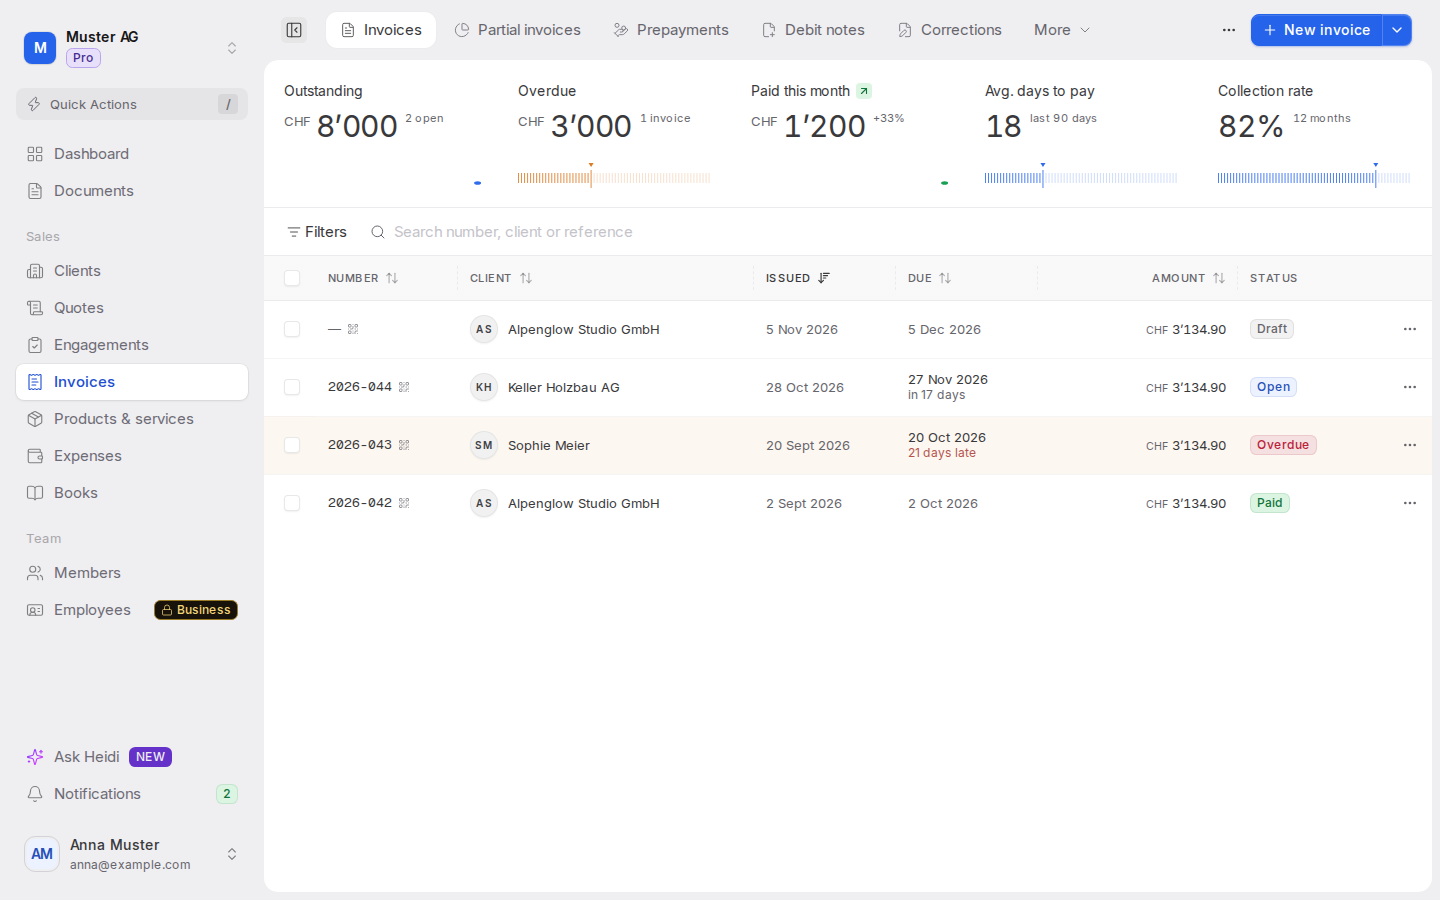 Muster AG
Pro
Quick Actions /
Dashboard
Documents
Sales
Clients
Quotes
Engagements
Invoices
Products & services
Expenses
Books
Team
Members
Employees Business
Ask Heidi NEW
Notifications 2
AM Anna Muster
anna@example.com
Invoices Partial invoices Prepayments Debit notes Corrections More New invoice
Outstanding
CHF 8’000 2 open
Overdue
CHF 3’000 1 invoice
Paid this month
CHF 1’200 +33%
Avg. days to pay
18 last 90 days
Collection rate
82% 12 months
Filters Search number, client or reference
NUMBER CLIENT ISSUED DUE AMOUNT STATUS
— AS Alpenglow Studio GmbH 5 Nov 2026 5 Dec 2026 CHF 3’134.90 Draft
2026-044 KH Keller Holzbau AG 28 Oct 2026 27 Nov 2026 CHF 3’134.90 Open
in 17 days
2026-043 SM Sophie Meier 20 Sept 2026 20 Oct 2026 CHF 3’134.90 Overdue
21 days late
2026-042 AS Alpenglow Studio GmbH 2 Sept 2026 2 Oct 2026 CHF 3’134.90 Paid